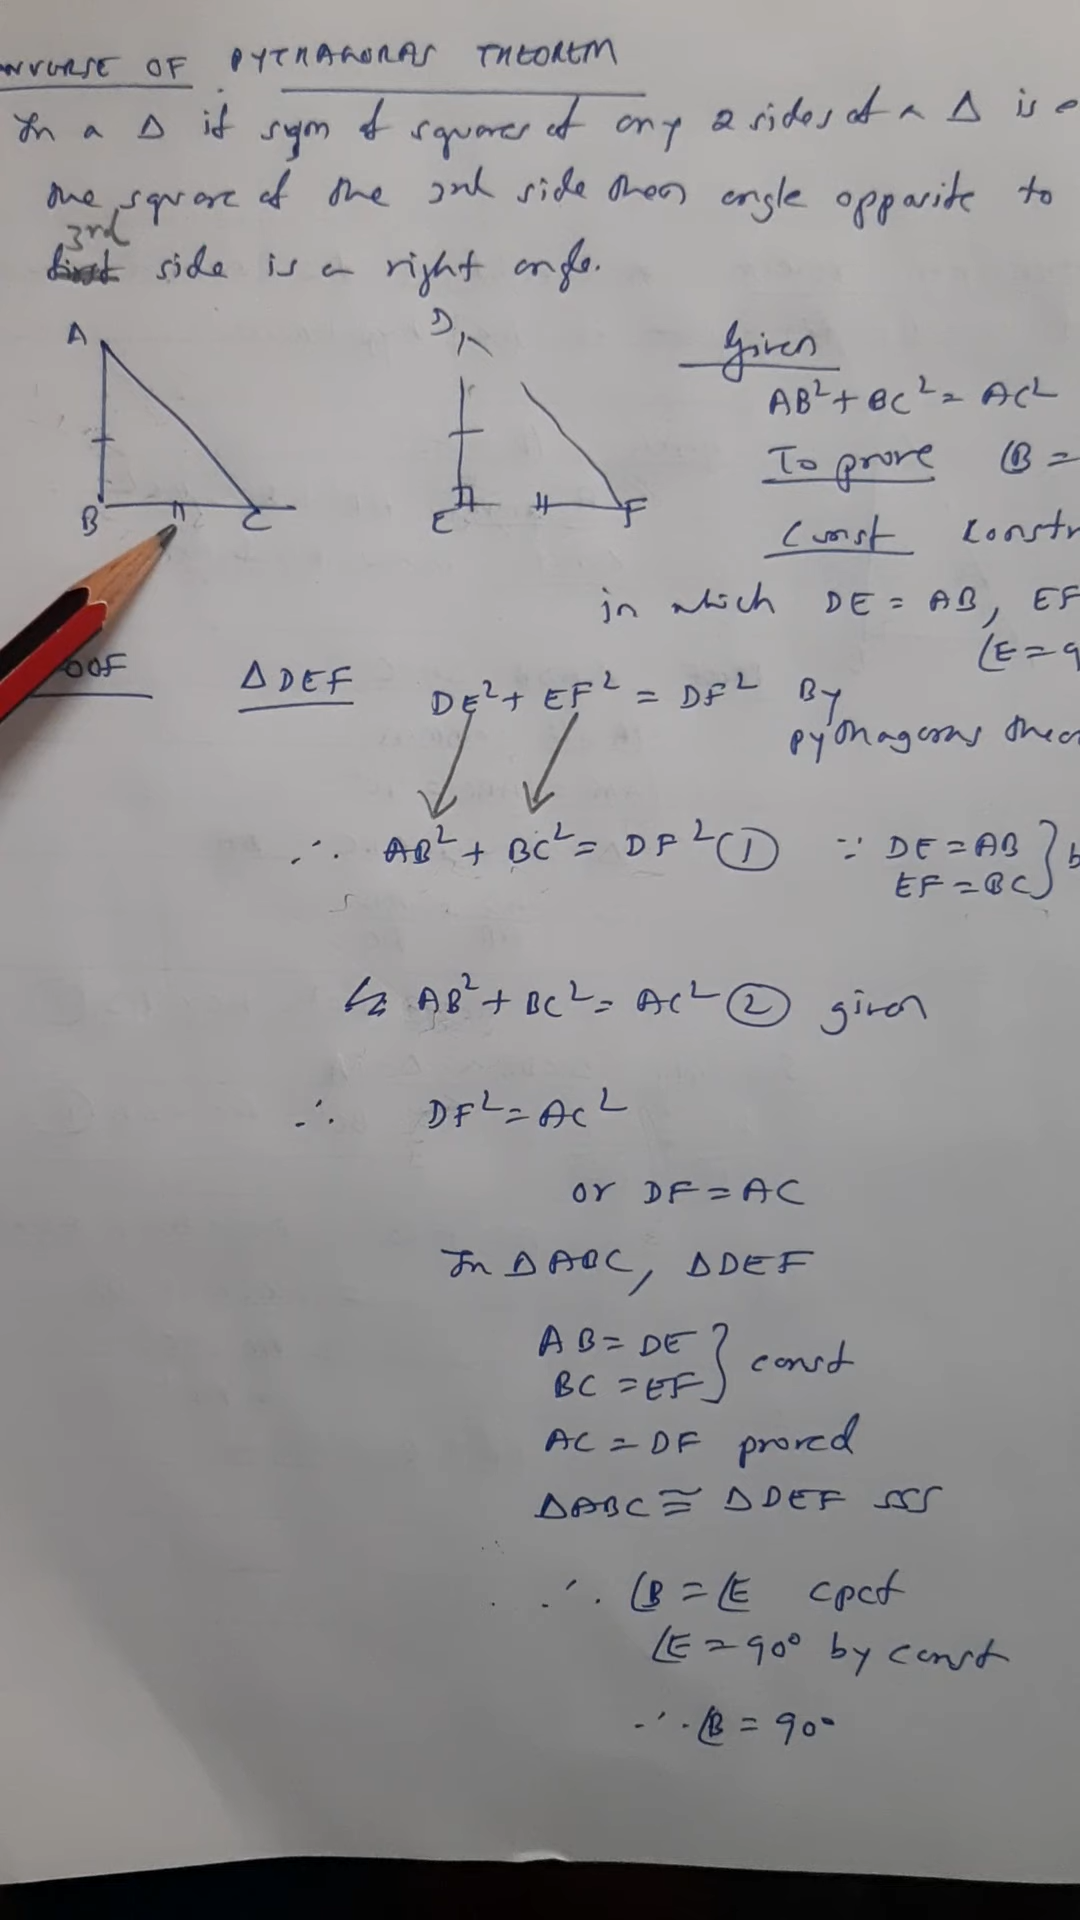 NVERSE OF PYTHAGORAS THEOREM
In a Δ if sum of squares of any 2 sides of a Δ is
the square of the 3rd side then angle opposite to
3rd
first side is a right angle.
A
D
Given
AB² + BC² = AC²
To prove ∠B =
B
C
E
F
Const Constr
in which DE = AB, EF
∠E = 9
OOF
ΔDEF
DE² + EF² = DF² By
pythagoras theo
∴ AB² + BC² = DF² ① ∵ DE = AB
EF = BC } b
AB² + BC² = AC² ② given
∴ DF² = AC²
or DF = AC
In ΔABC, ΔDEF
AB = DE
BC = EF } const
AC = DF proved
ΔABC ≅ ΔDEF SSS
∴ ∠B = ∠E cpct
∠E = 90° by const
∴ ∠B = 90°